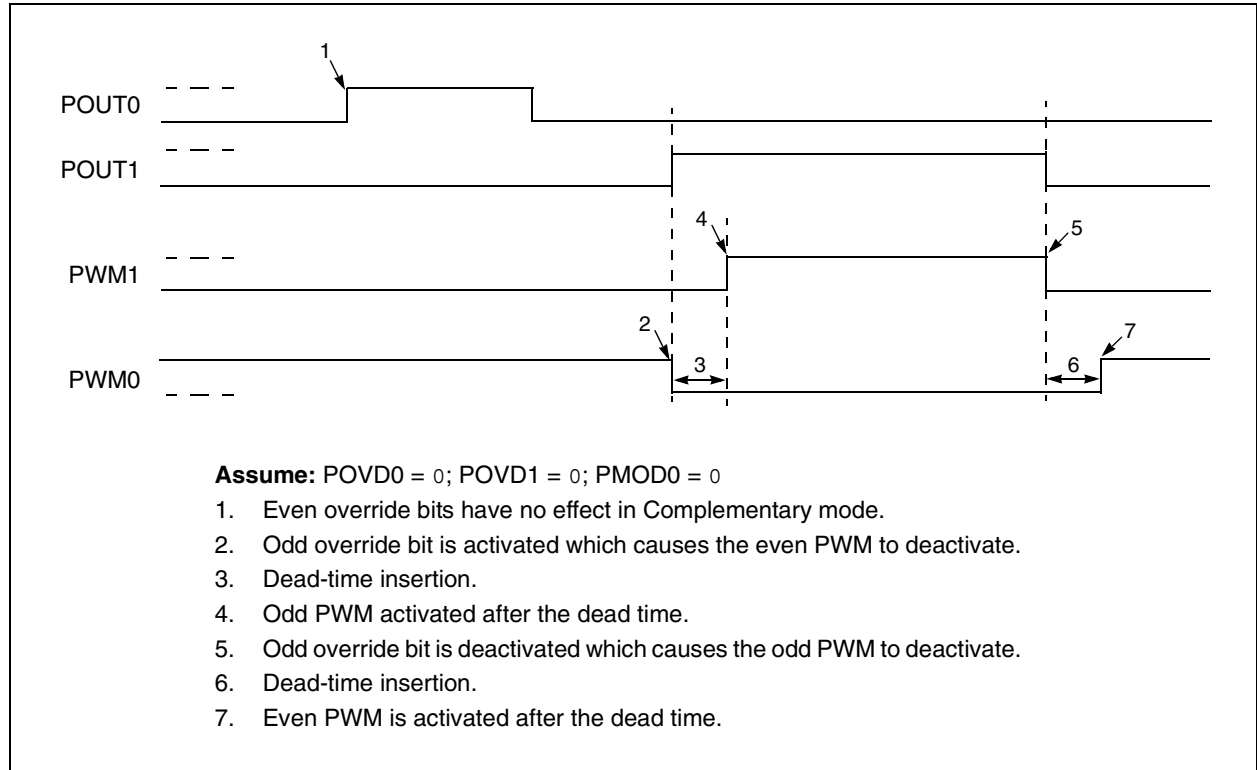 1
POUT0
POUT1
4
5
PWM1
2
7
3
6
PWM0
Assume: POVD0 = 0; POVD1 = 0; PMOD0 = 0
1. Even override bits have no effect in Complementary mode.
2. Odd override bit is activated which causes the even PWM to deactivate.
3. Dead-time insertion.
4. Odd PWM activated after the dead time.
5. Odd override bit is deactivated which causes the odd PWM to deactivate.
6. Dead-time insertion.
7. Even PWM is activated after the dead time.